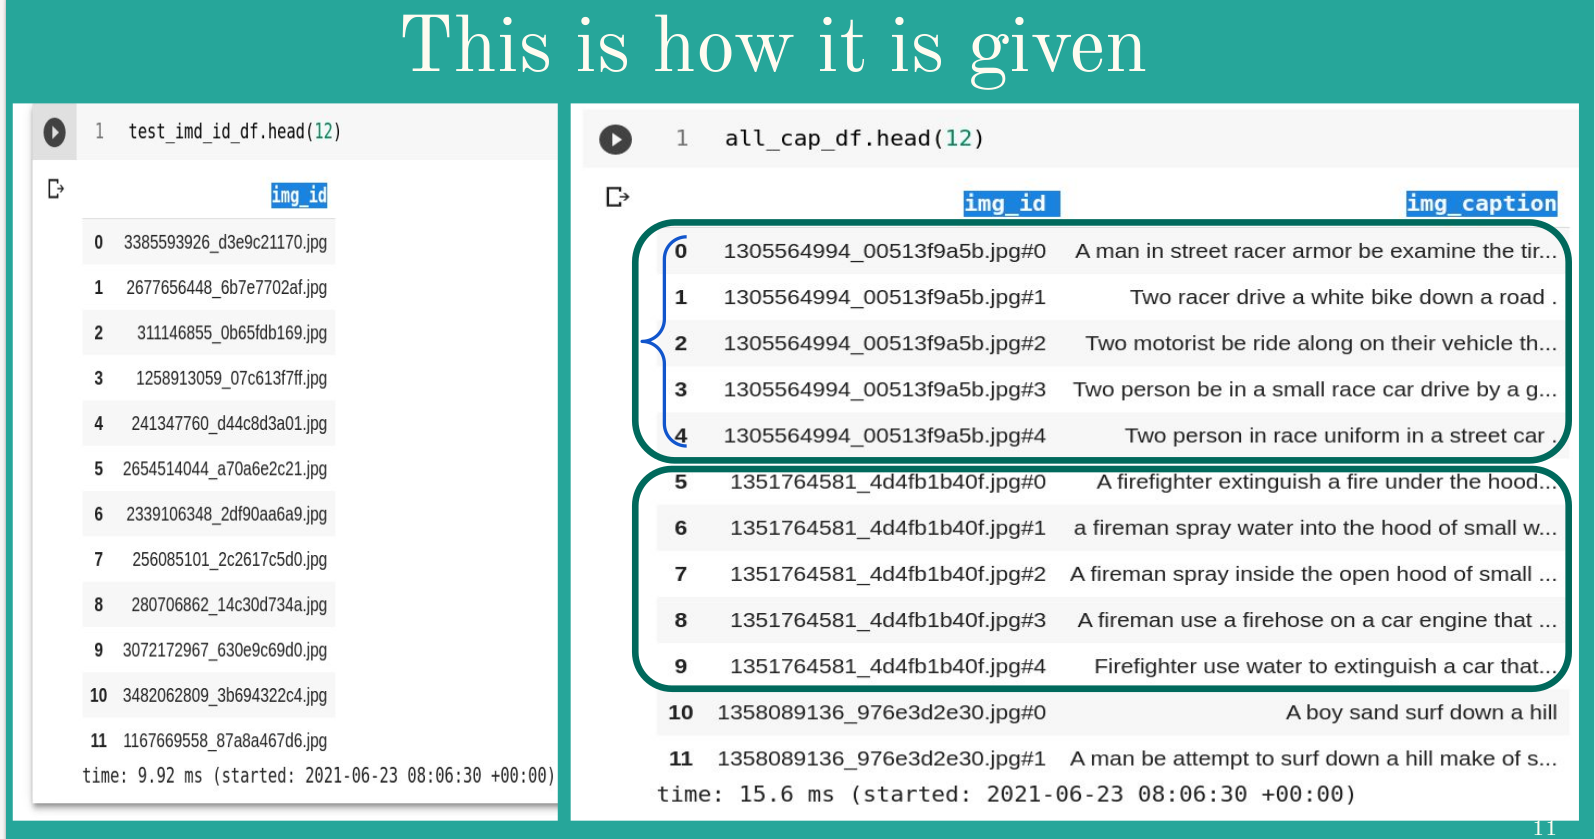 This is how it is given
1 test_imd_id_df.head(12)
img_id
0 3385593926_d3e9c21170.jpg
1 2677656448_6b7e7702af.jpg
2 311146855_0b65fdb169.jpg
3 1258913059_07c613f7ff.jpg
4 241347760_d44c8d3a01.jpg
5 2654514044_a70a6e2c21.jpg
6 2339106348_2df90aa6a9.jpg
7 256085101_2c2617c5d0.jpg
8 280706862_14c30d734a.jpg
9 3072172967_630e9c69d0.jpg
10 3482062809_3b694322c4.jpg
11 1167669558_87a8a467d6.jpg
time: 9.92 ms (started: 2021-06-23 08:06:30 +00:00)
1 all_cap_df.head(12)
img_id img_caption
0 1305564994_00513f9a5b.jpg#0 A man in street racer armor be examine the tir...
1 1305564994_00513f9a5b.jpg#1 Two racer drive a white bike down a road .
2 1305564994_00513f9a5b.jpg#2 Two motorist be ride along on their vehicle th...
3 1305564994_00513f9a5b.jpg#3 Two person be in a small race car drive by a g...
4 1305564994_00513f9a5b.jpg#4 Two person in race uniform in a street car .
5 1351764581_4d4fb1b40f.jpg#0 A firefighter extinguish a fire under the hood...
6 1351764581_4d4fb1b40f.jpg#1 a fireman spray water into the hood of small w...
7 1351764581_4d4fb1b40f.jpg#2 A fireman spray inside the open hood of small ...
8 1351764581_4d4fb1b40f.jpg#3 A fireman use a firehose on a car engine that ...
9 1351764581_4d4fb1b40f.jpg#4 Firefighter use water to extinguish a car that...
10 1358089136_976e3d2e30.jpg#0 A boy sand surf down a hill
11 1358089136_976e3d2e30.jpg#1 A man be attempt to surf down a hill make of s...
time: 15.6 ms (started: 2021-06-23 08:06:30 +00:00)
11